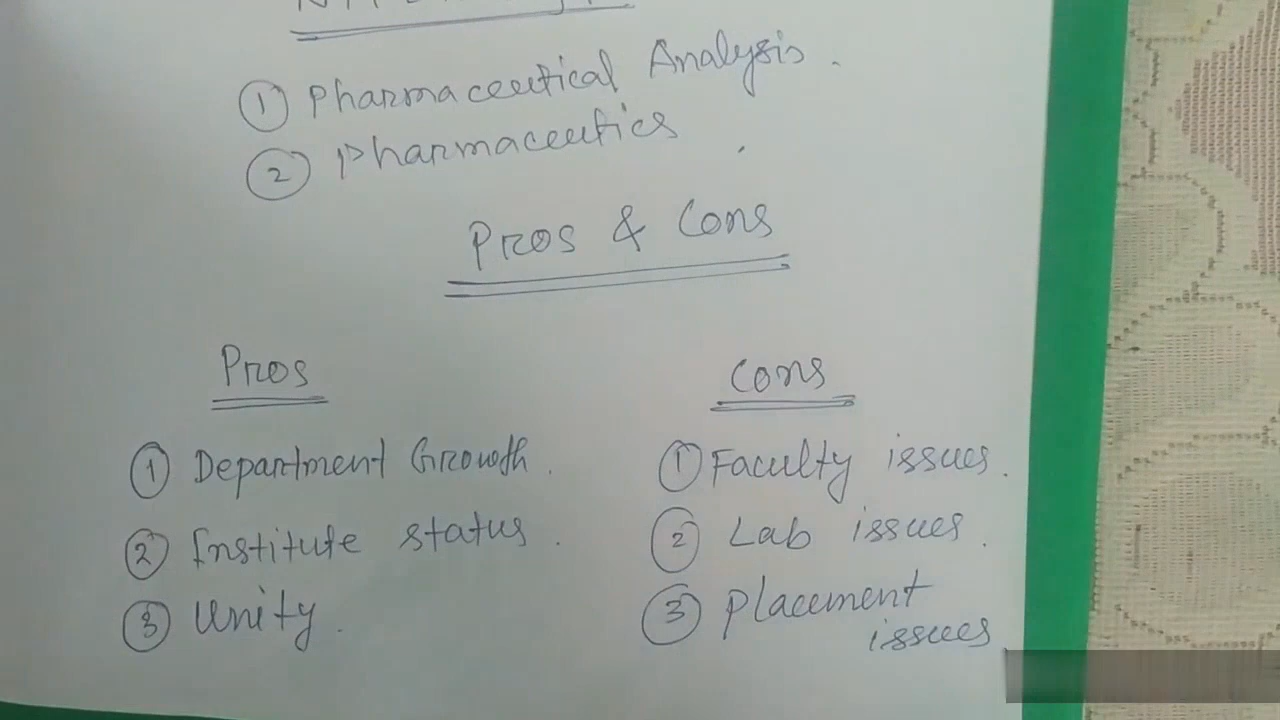 ① Pharmaceutical Analysis.
② Pharmaceutics
Pros & Cons
Pros
① Department Growth.
② Institute status.
③ Unity.
Cons
① Faculty issues.
② Lab issues.
③ Placement
issues